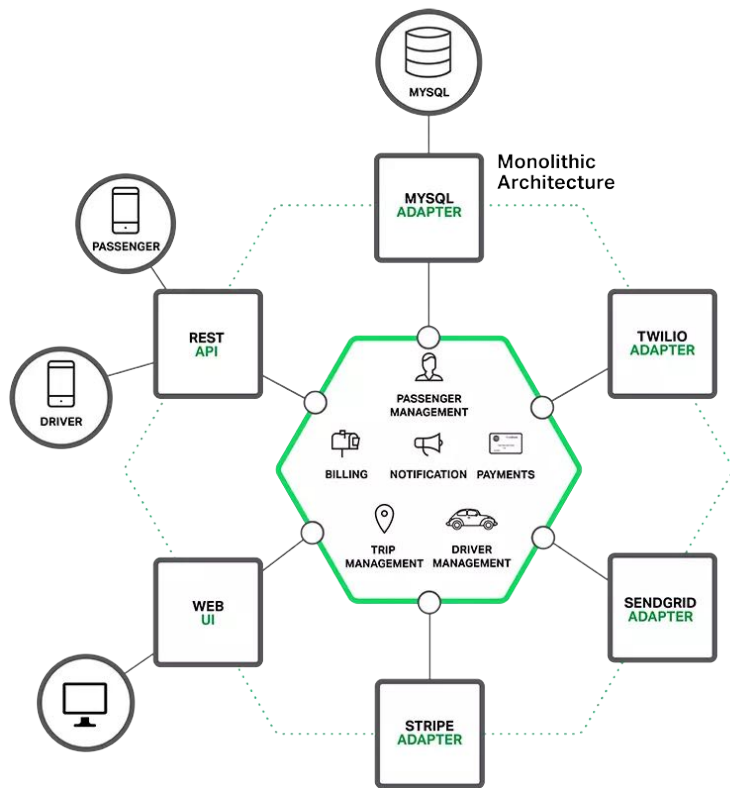 MYSQL
Monolithic
Architecture
MYSQL
ADAPTER
PASSENGER
REST
API
TWILIO
ADAPTER
DRIVER
PASSENGER
MANAGEMENT
BILLING
NOTIFICATION
PAYMENTS
TRIP
MANAGEMENT
DRIVER
MANAGEMENT
WEB
UI
SENDGRID
ADAPTER
STRIPE
ADAPTER